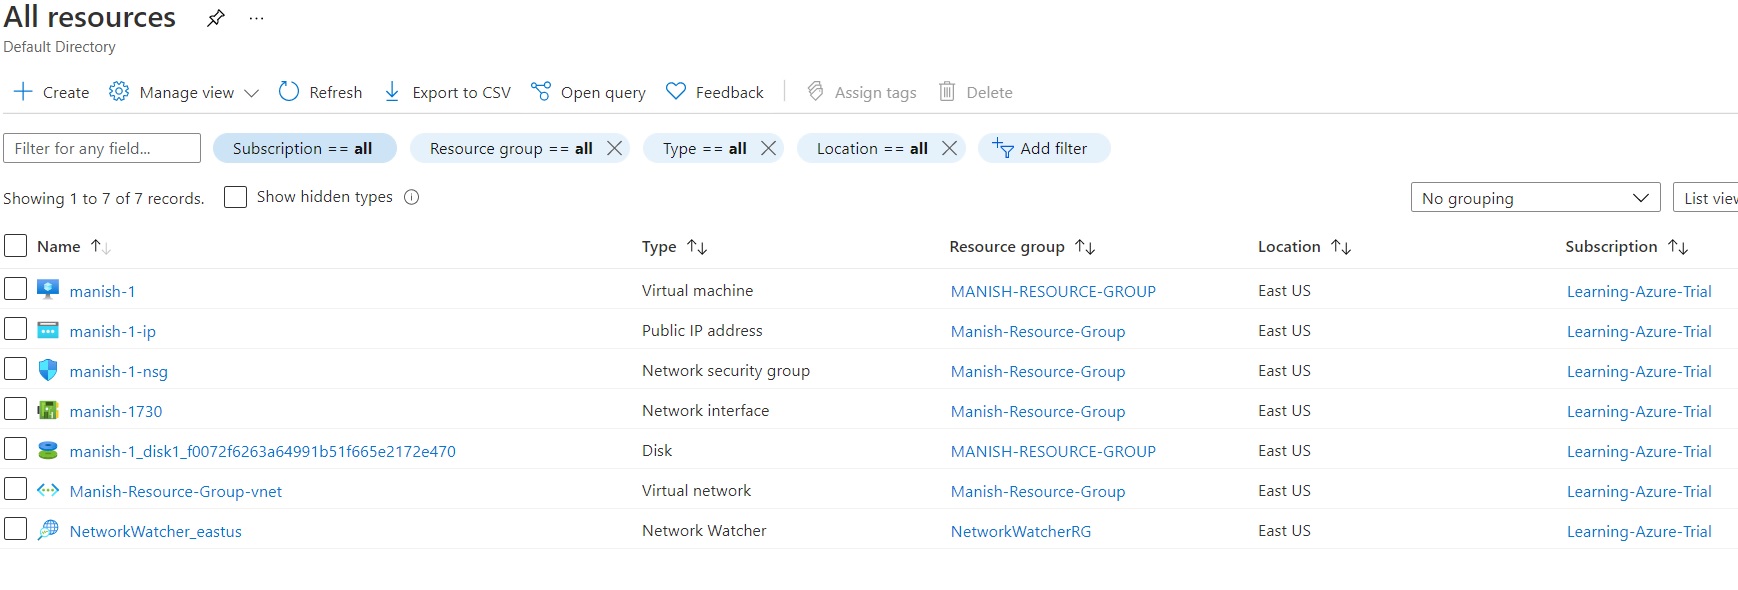 All resources
Default Directory
Create Manage view Refresh Export to CSV Open query Feedback Assign tags Delete
Filter for any field... Subscription == all Resource group == all Type == all Location == all Add filter
Showing 1 to 7 of 7 records. Show hidden types No grouping List view
Name Type Resource group Location Subscription
manish-1 Virtual machine MANISH-RESOURCE-GROUP East US Learning-Azure-Trial
manish-1-ip Public IP address Manish-Resource-Group East US Learning-Azure-Trial
manish-1-nsg Network security group Manish-Resource-Group East US Learning-Azure-Trial
manish-1730 Network interface Manish-Resource-Group East US Learning-Azure-Trial
manish-1_disk1_f0072f6263a64991b51f665e2172e470 Disk MANISH-RESOURCE-GROUP East US Learning-Azure-Trial
Manish-Resource-Group-vnet Virtual network Manish-Resource-Group East US Learning-Azure-Trial
NetworkWatcher_eastus Network Watcher NetworkWatcherRG East US Learning-Azure-Trial